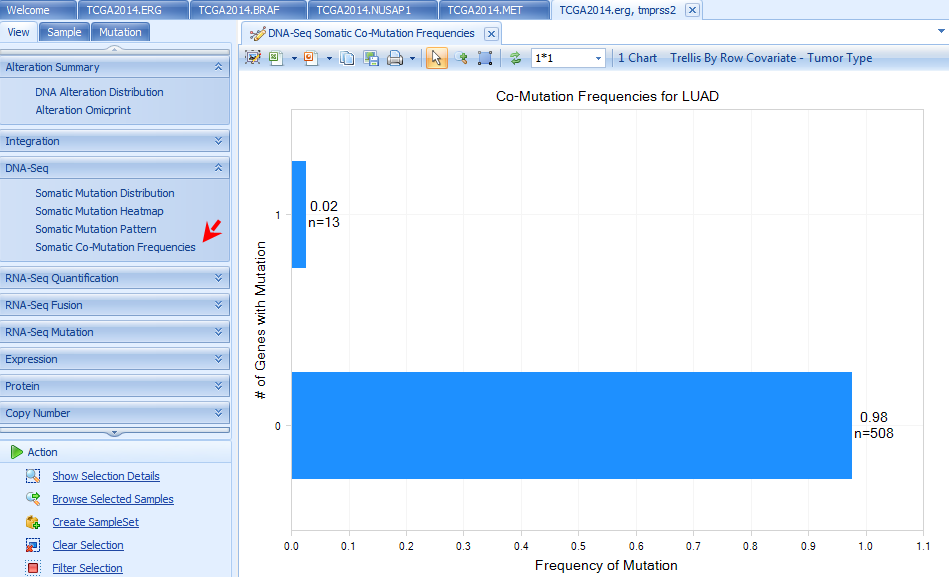 Welcome
TCGA2014.ERG
TCGA2014.BRAF
TCGA2014.NUSAP1
TCGA2014.MET
TCGA2014.erg, tmprss2
View
Sample
Mutation
Alteration Summary
DNA Alteration Distribution
Alteration Omicprint
Integration
DNA-Seq
Somatic Mutation Distribution
Somatic Mutation Heatmap
Somatic Mutation Pattern
Somatic Co-Mutation Frequencies
RNA-Seq Quantification
RNA-Seq Fusion
RNA-Seq Mutation
Expression
Protein
Copy Number
Action
Show Selection Details
Browse Selected Samples
Create SampleSet
Clear Selection
Filter Selection
DNA-Seq Somatic Co-Mutation Frequencies
1*1
1 Chart
Trellis By Row Covariate - Tumor Type
Co-Mutation Frequencies for LUAD
# of Genes with Mutation
1
0.02
n=13
0
0.98
n=508
0.0 0.1 0.2 0.3 0.4 0.5 0.6 0.7 0.8 0.9 1.0 1.1
Frequency of Mutation